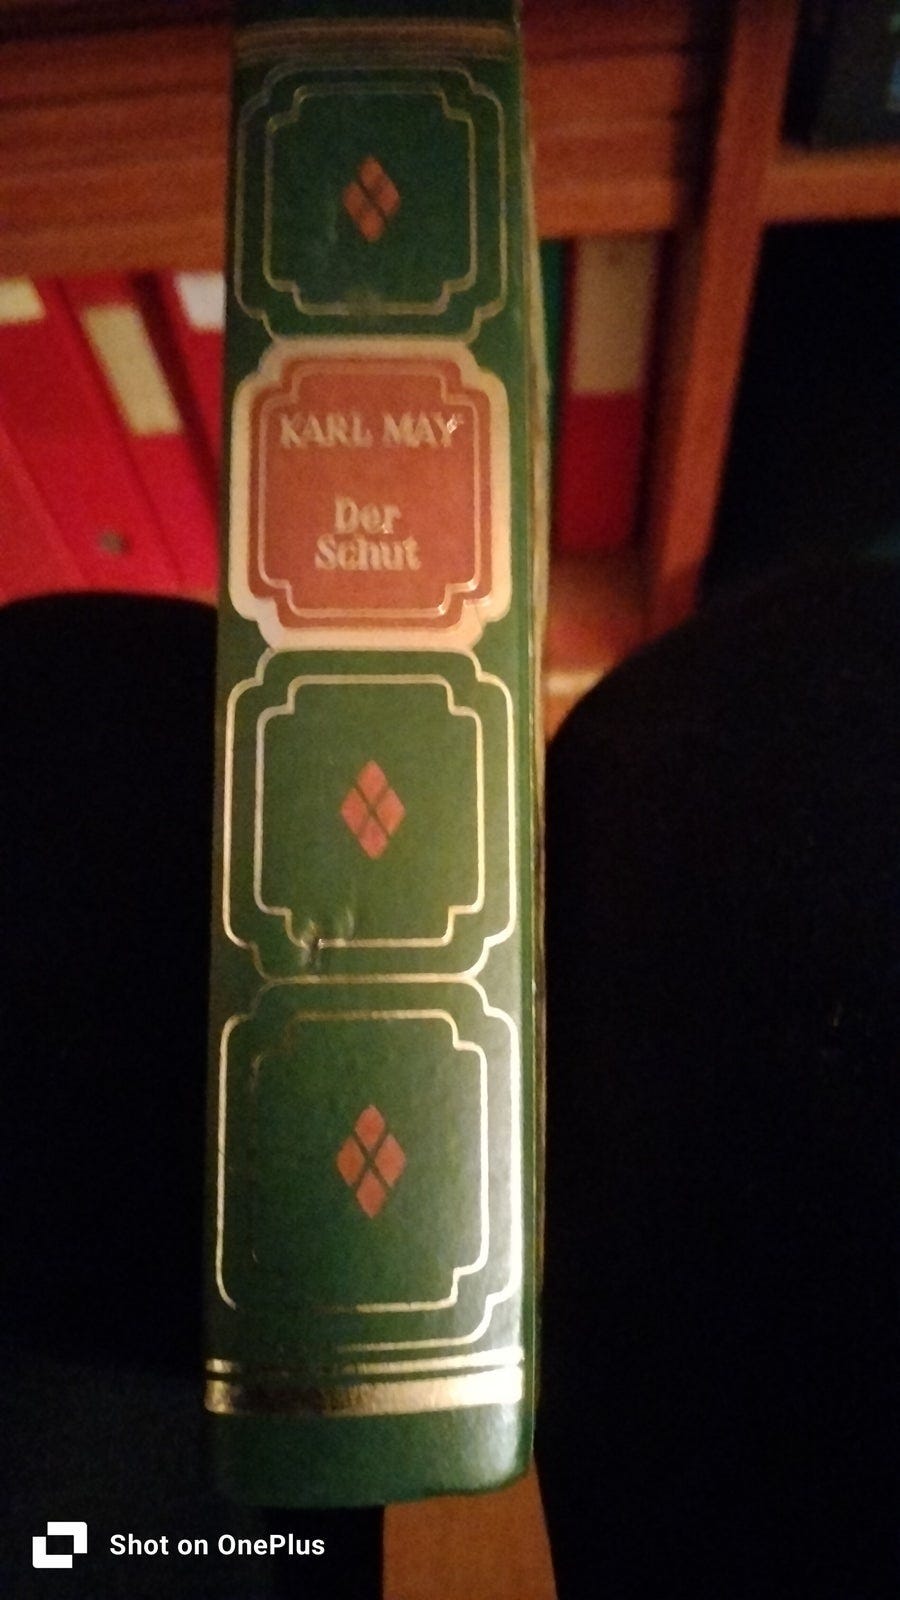 KARL MAY
Der
Schut
Shot on OnePlus